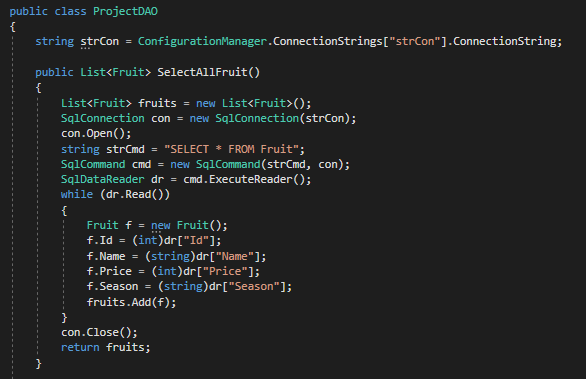 public class ProjectDAO
{
string strCon = ConfigurationManager.ConnectionStrings["strCon"].ConnectionString;
public List<Fruit> SelectAllFruit()
{
List<Fruit> fruits = new List<Fruit>();
SqlConnection con = new SqlConnection(strCon);
con.Open();
string strCmd = "SELECT * FROM Fruit";
SqlCommand cmd = new SqlCommand(strCmd, con);
SqlDataReader dr = cmd.ExecuteReader();
while (dr.Read())
{
Fruit f = new Fruit();
f.Id = (int)dr["Id"];
f.Name = (string)dr["Name"];
f.Price = (int)dr["Price"];
f.Season = (string)dr["Season"];
fruits.Add(f);
}
con.Close();
return fruits;
}